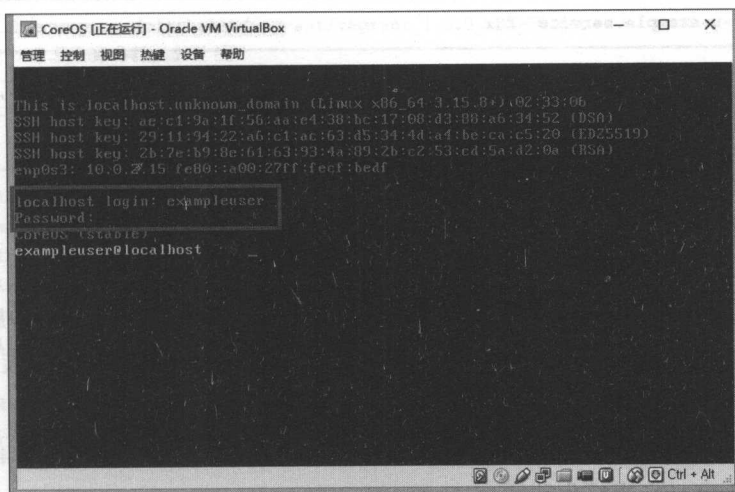 CoreOS [正在运行] - Oracle VM VirtualBox
管理 控制 视图 热键 设备 帮助
This is localhost.unknown_domain (Linux x86_64 3.15.8+) 02:33:06
SSH host key: ae:c1:9a:1f:56:aa:e4:38:bc:17:08:d3:88:a6:34:52 (DSA)
SSH host key: 29:11:94:22:a6:c1:ac:63:d5:34:4d:a4:be:ca:c5:20 (ED25519)
SSH host key: 2b:7e:b9:8e:61:63:93:4a:89:2b:c2:53:cd:5a:d2:0a (RSA)
enp0s3: 10.0.2.15 fe80::a00:27ff:fecf:bedf
localhost login: exampleuser
Password:
CoreOS (stable)
exampleuser@localhost _
Ctrl + Alt